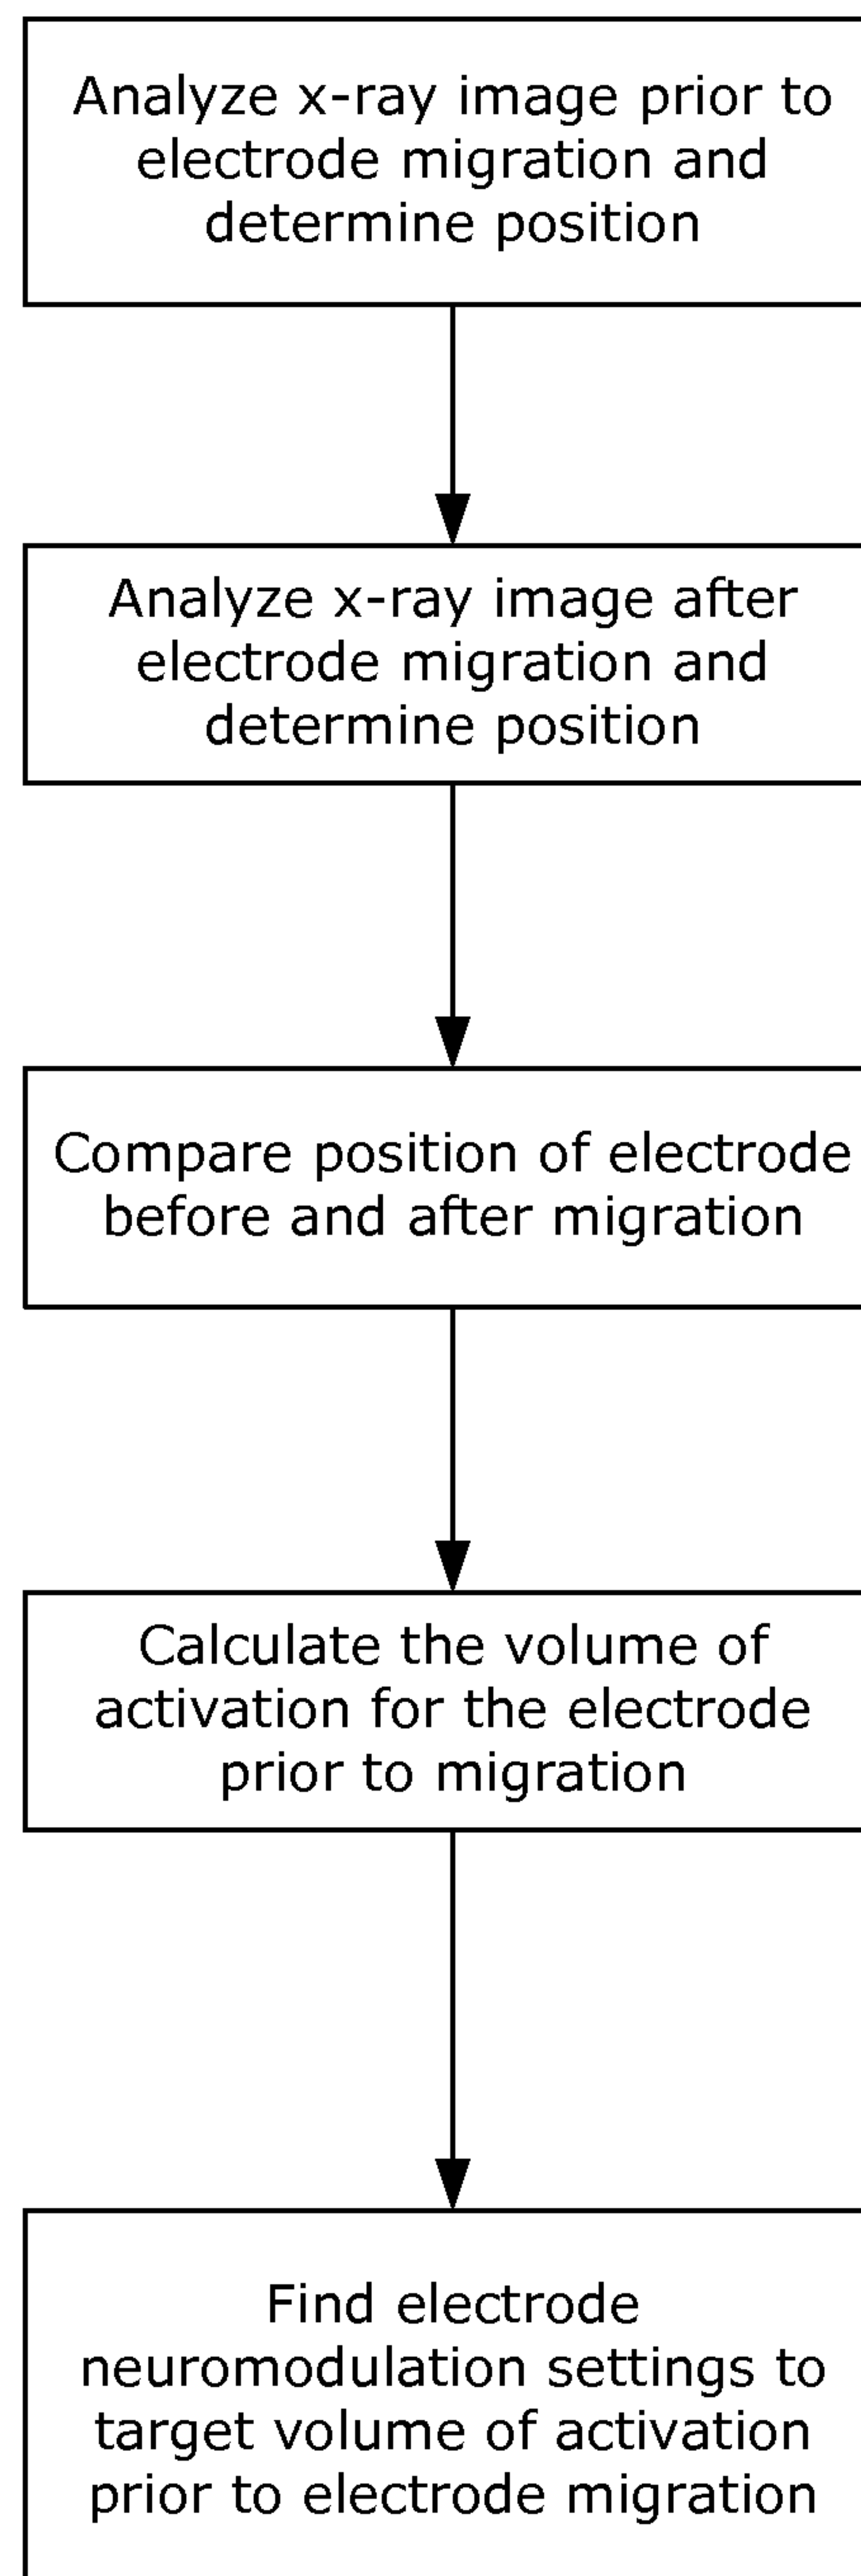 Analyze x-ray image prior to
electrode migration and
determine position
Analyze x-ray image after
electrode migration and
determine position
Compare position of electrode
before and after migration
Calculate the volume of
activation for the electrode
prior to migration
Find electrode
neuromodulation settings to
target volume of activation
prior to electrode migration